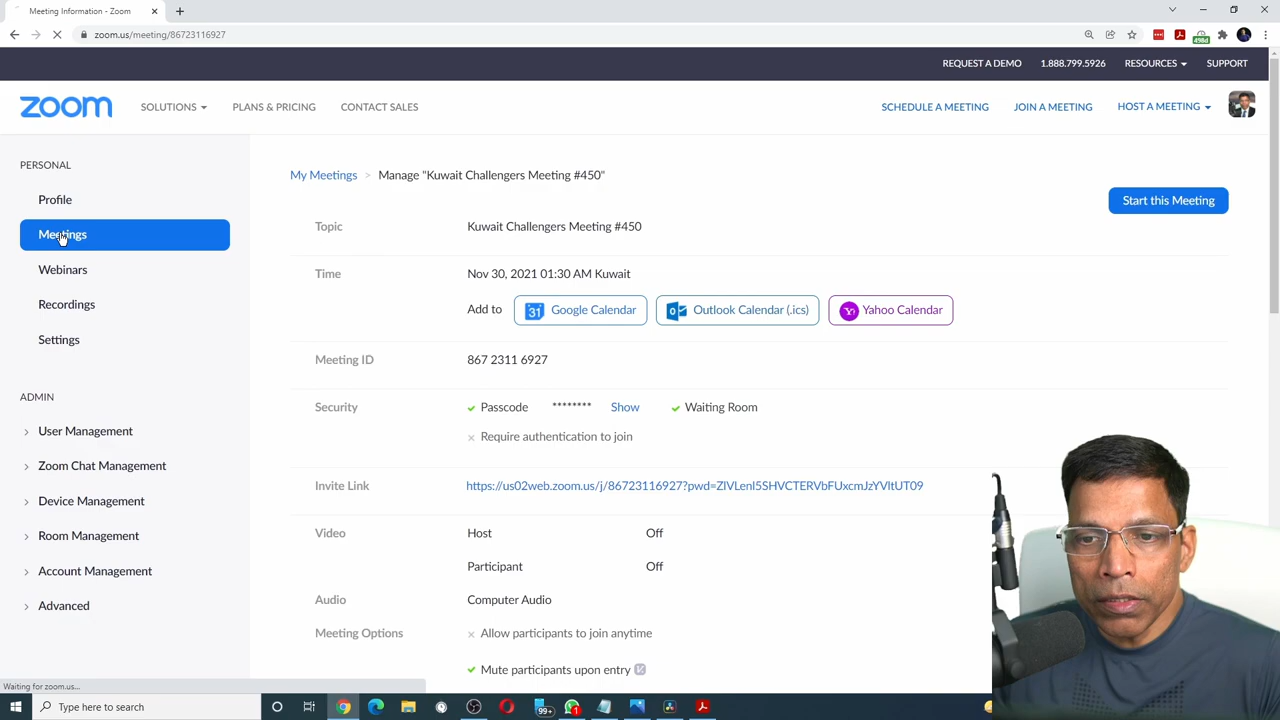 Meeting Information - Zoom
zoom.us/meeting/86723116927
498d
REQUEST A DEMO
1.888.799.5926
RESOURCES
SUPPORT
zoom
SOLUTIONS
PLANS & PRICING
CONTACT SALES
SCHEDULE A MEETING
JOIN A MEETING
HOST A MEETING
PERSONAL
Profile
Meetings
Webinars
Recordings
Settings
ADMIN
User Management
Zoom Chat Management
Device Management
Room Management
Account Management
Advanced
My Meetings > Manage "Kuwait Challengers Meeting #450"
Start this Meeting
Topic
Kuwait Challengers Meeting #450
Time
Nov 30, 2021 01:30 AM Kuwait
Add to
31
Google Calendar
Outlook Calendar (.ics)
Yahoo Calendar
Meeting ID
867 2311 6927
Security
Passcode ******** Show
Waiting Room
Require authentication to join
Invite Link
https://us02web.zoom.us/j/86723116927?pwd=ZlVLenl5SHVCTERVbFUxcmJzYVltUT09
Video
Host
Off
Participant
Off
Audio
Computer Audio
Meeting Options
Allow participants to join anytime
Mute participants upon entry
Waiting for zoom.us...
Type here to search
99+
1